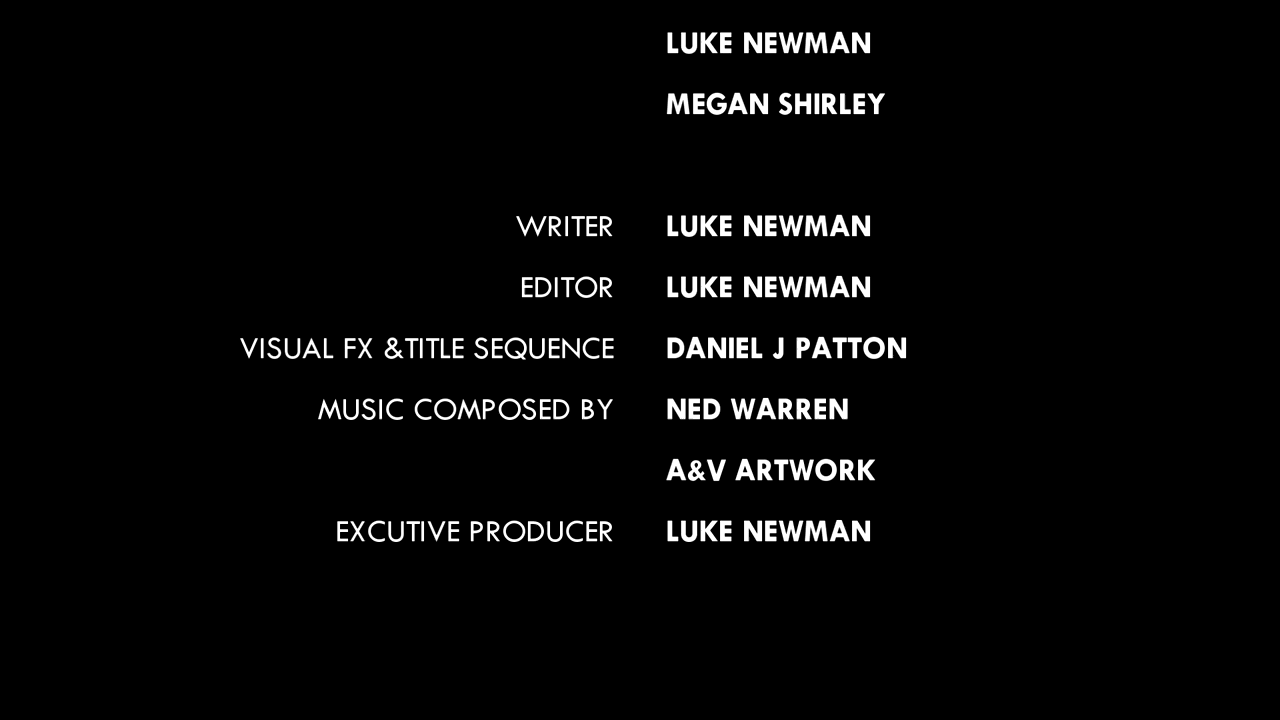 LUKE NEWMAN
MEGAN SHIRLEY
WRITER LUKE NEWMAN
EDITOR LUKE NEWMAN
VISUAL FX &TITLE SEQUENCE DANIEL J PATTON
MUSIC COMPOSED BY NED WARREN
A&V ARTWORK
EXCUTIVE PRODUCER LUKE NEWMAN